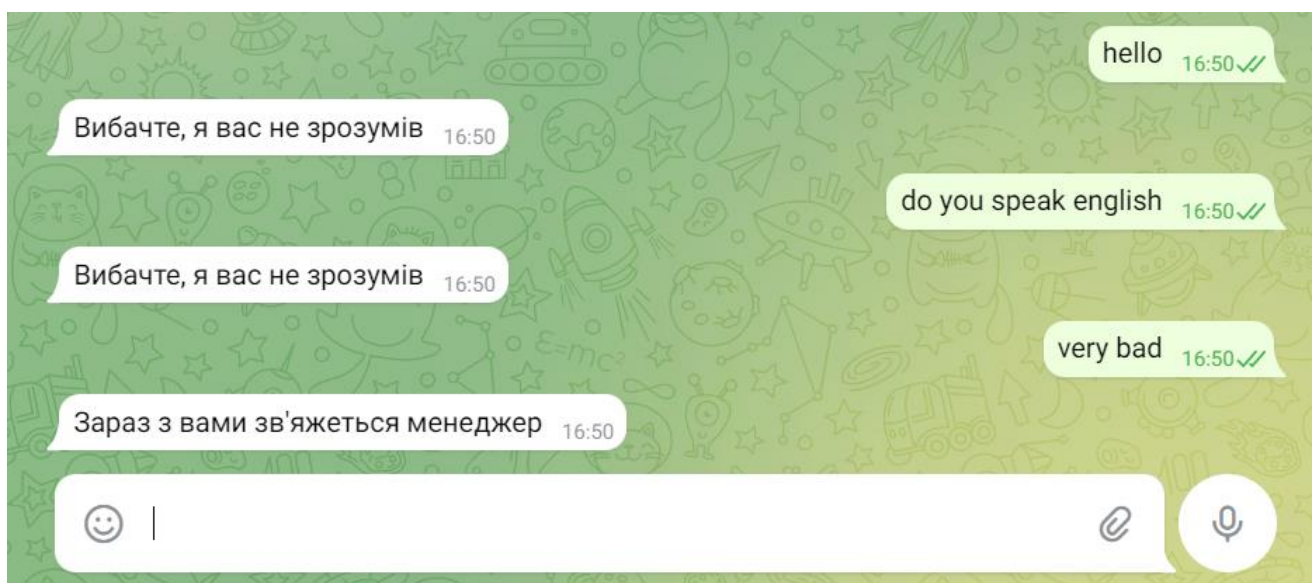 hello 16:50
Вибачте, я вас не зрозумів 16:50
do you speak english 16:50
Вибачте, я вас не зрозумів 16:50
very bad 16:50
Зараз з вами зв'яжеться менеджер 16:50
E=mc²